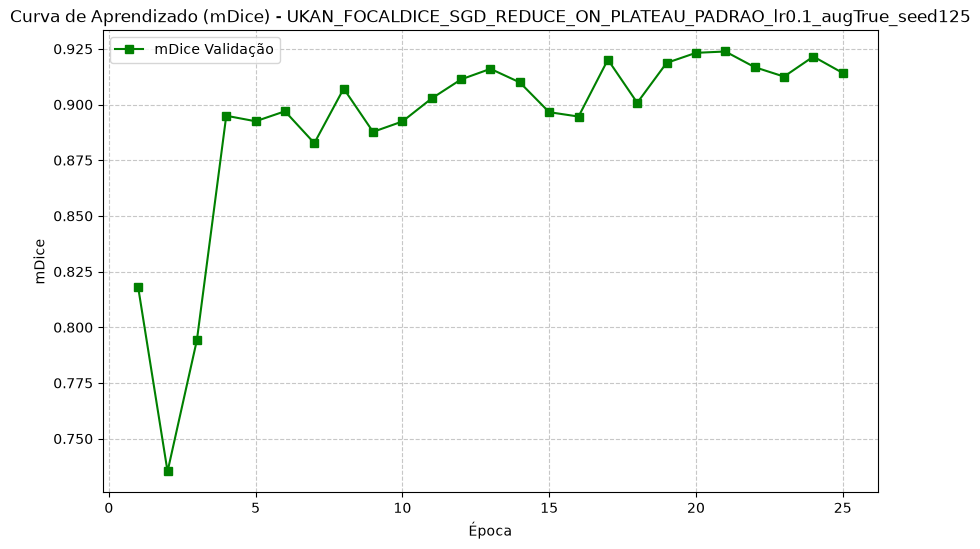 Curva de Aprendizado (mDice) - UKAN_FOCALDICE_SGD_REDUCE_ON_PLATEAU_PADRAO_lr0.1_augTrue_seed125
mDice Validação
0.925
0.900
0.875
0.850
0.825
0.800
0.775
0.750
mDice
0 5 10 15 20 25
Época